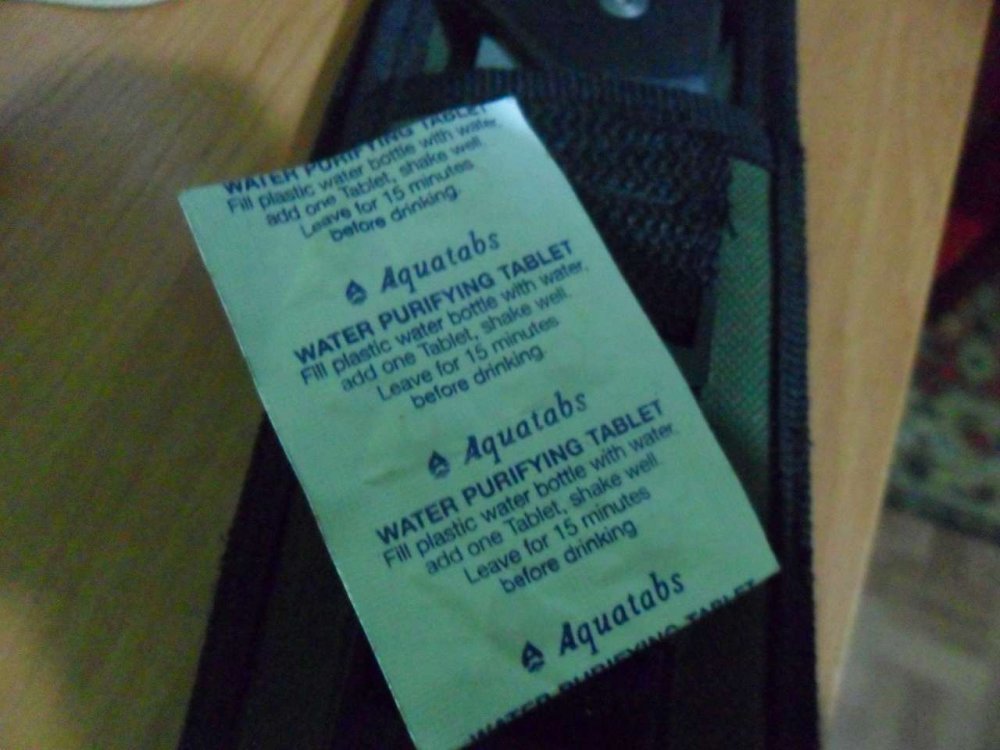 WATER PURIFYING TABLET
Fill plastic water bottle with water,
add one Tablet, shake well.
Leave for 15 minutes
before drinking.
Aquatabs
WATER PURIFYING TABLET
Fill plastic water bottle with water,
add one Tablet, shake well.
Leave for 15 minutes
before drinking.
Aquatabs
WATER PURIFYING TABLET
Fill plastic water bottle with water,
add one Tablet, shake well.
Leave for 15 minutes
before drinking
Aquatabs
WATER PURIFYING TABLET